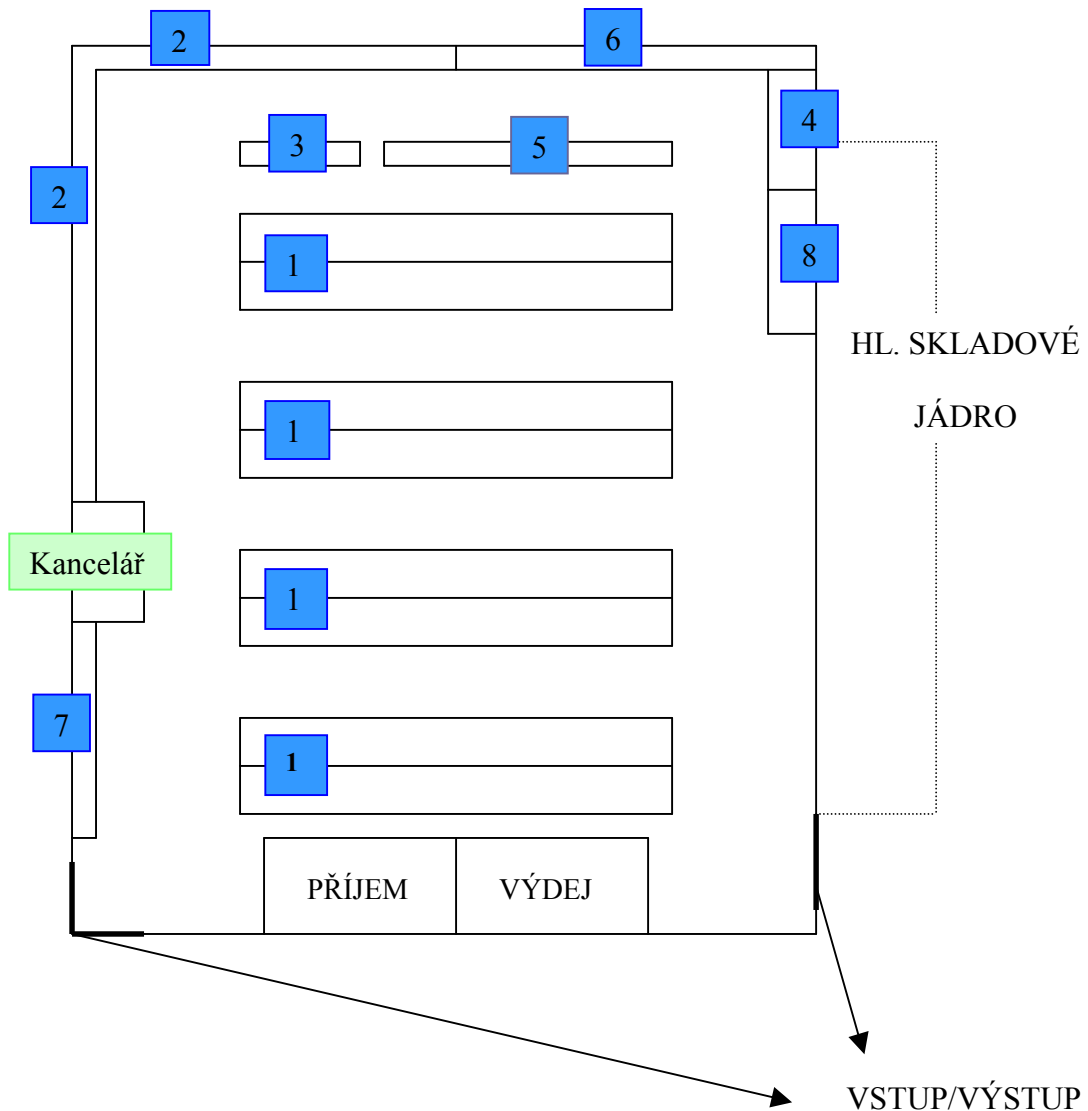 2
6
4
3
5
2
8
1
HL. SKLADOVÉ
JÁDRO
1
Kancelář
1
7
1
PŘÍJEM
VÝDEJ
VSTUP/VÝSTUP